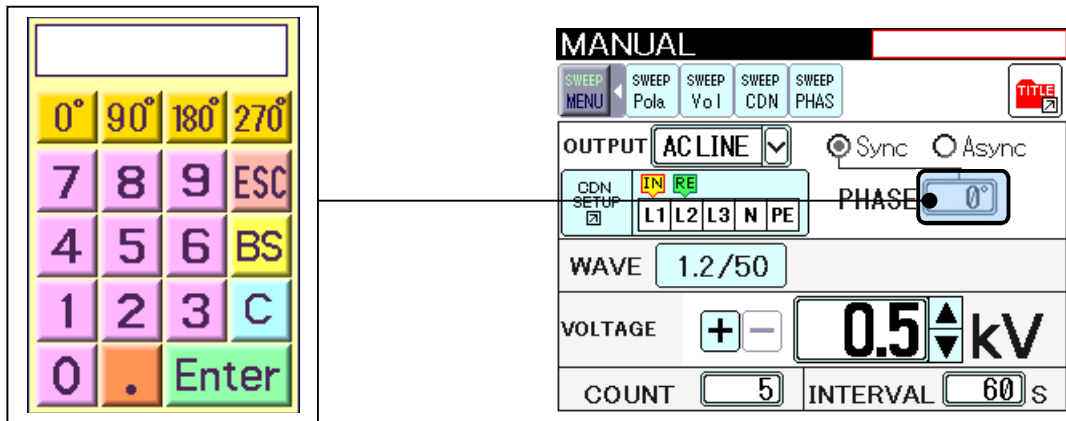 0° 90° 180° 270°
7 8 9 ESC
4 5 6 BS
1 2 3 C
0 . Enter
MANUAL
SWEEP MENU
SWEEP Pola.
SWEEP Vol
SWEEP CDN
SWEEP PHAS
TITLE
OUTPUT AC LINE Sync Async
CDN SETUP
IN RE
L1 L2 L3 N PE
PHASE 0°
WAVE 1.2/50
VOLTAGE + − 0.5 kV
COUNT 5 INTERVAL 60 s